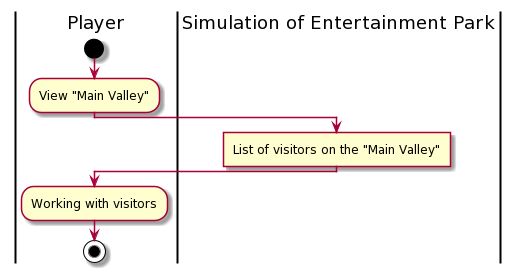 Player
Simulation of Entertainment Park
View "Main Valley"
List of visitors on the "Main Valley"
Working with visitors